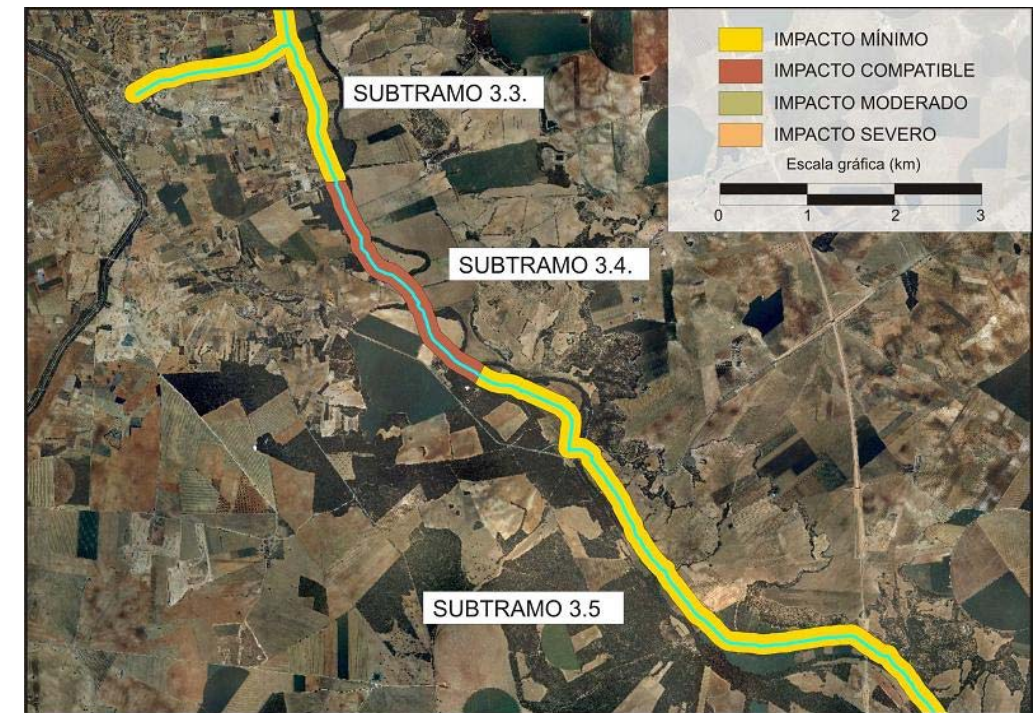 IMPACTO MÍNIMO
IMPACTO COMPATIBLE
IMPACTO MODERADO
IMPACTO SEVERO
Escala gráfica (km)
0 1 2 3
SUBTRAMO 3.3.
SUBTRAMO 3.4.
SUBTRAMO 3.5